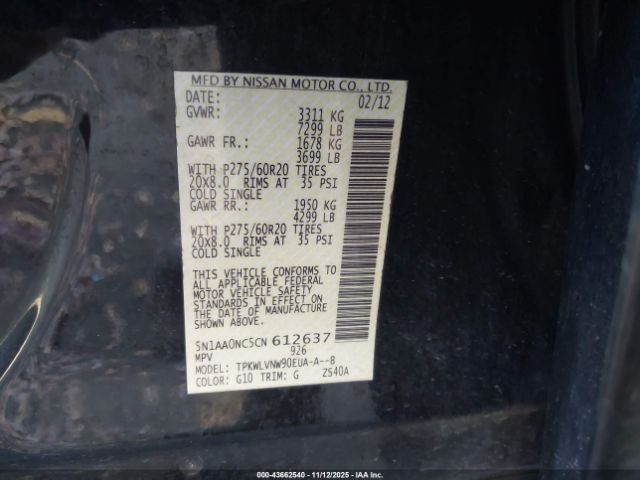 MFD BY NISSAN MOTOR CO., LTD.
DATE: 02/12
GVWR: 3311 KG
7299 LB
GAWR FR.: 1678 KG
3699 LB
WITH P275/60R20 TIRES
20X8.0 RIMS AT 35 PSI
COLD SINGLE
GAWR RR.: 1950 KG
4299 LB
WITH P275/60R20 TIRES
20X8.0 RIMS AT 35 PSI
COLD SINGLE
THIS VEHICLE CONFORMS TO
ALL APPLICABLE FEDERAL
MOTOR VEHICLE SAFETY
STANDARDS IN EFFECT ON
THE DATE OF MANUFACTURE
SHOWN ABOVE.
5N1AA0NC5CN 612637
MPV 926
MODEL: TPKWLVNW90EUA-A--B
COLOR: G10 TRIM: G ZS40A
000-43662540 - 11/12/2025 - IAA Inc.